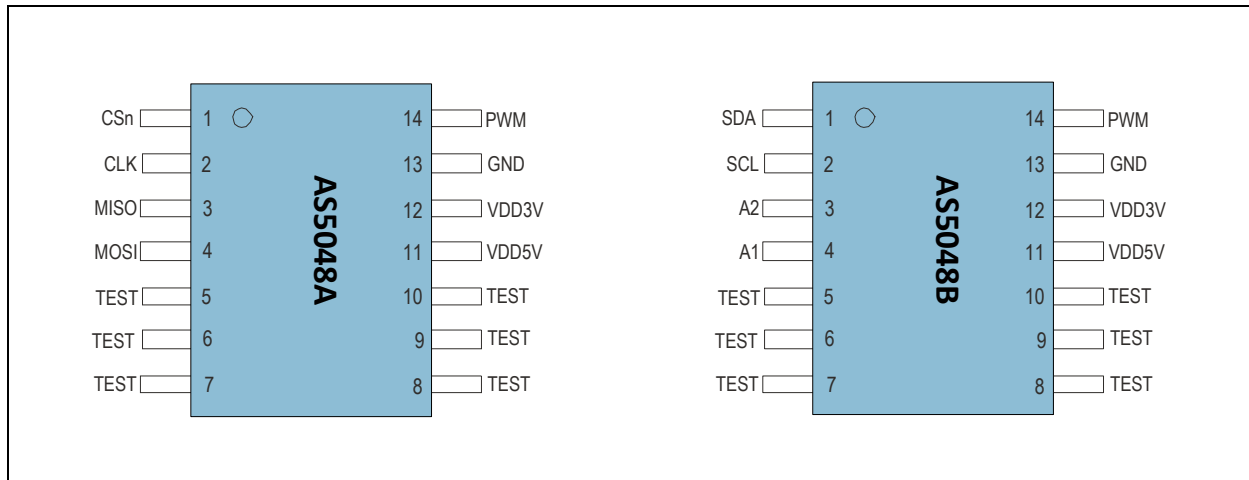 CSn 1 14 PWM
CLK 2 13 GND
MISO 3 12 VDD3V
MOSI 4 11 VDD5V
TEST 5 10 TEST
TEST 6 9 TEST
TEST 7 8 TEST
AS5048A
SDA 1 14 PWM
SCL 2 13 GND
A2 3 12 VDD3V
A1 4 11 VDD5V
TEST 5 10 TEST
TEST 6 9 TEST
TEST 7 8 TEST
AS5048B